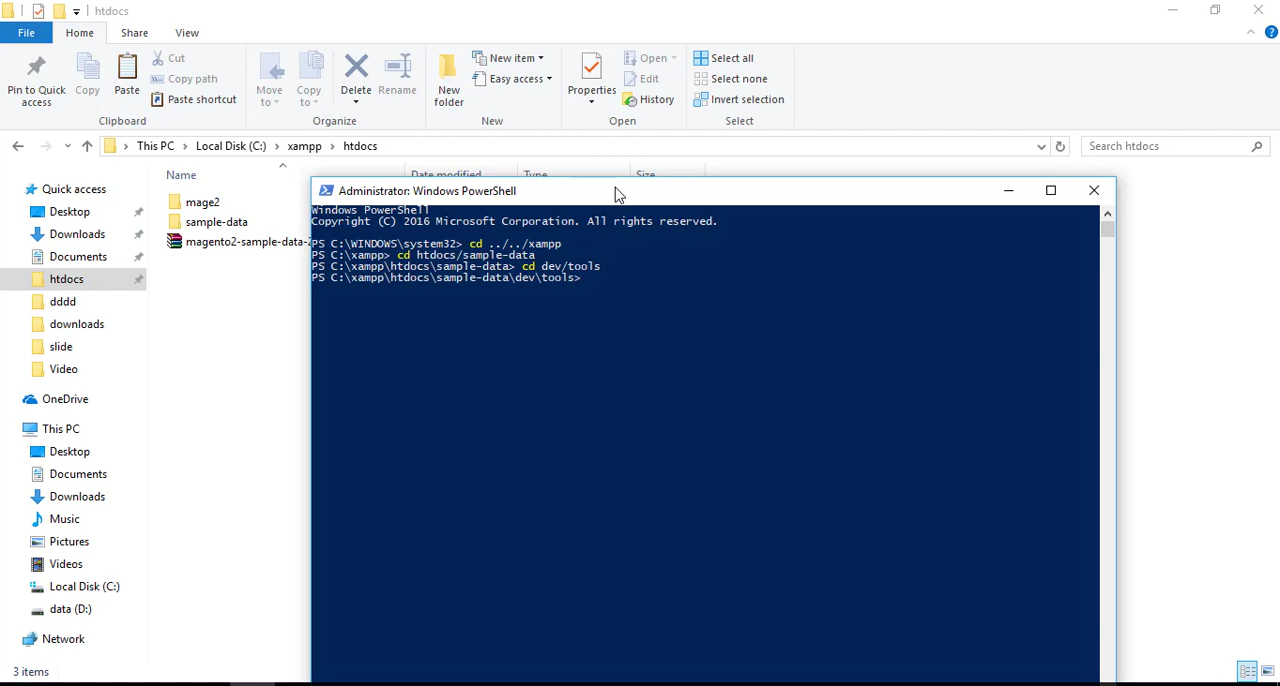 htdocs
File Home Share View
Pin to Quick access
Copy
Paste
Cut
Copy path
Paste shortcut
Clipboard
Move to
Copy to
Delete
Rename
Organize
New folder
New item
Easy access
New
Properties
Open
Edit
History
Open
Select all
Select none
Invert selection
Select
This PC > Local Disk (C:) > xampp > htdocs
Search htdocs
Name Date modified Type Size
Quick access
Desktop
Downloads
Documents
htdocs
dddd
downloads
slide
Video
OneDrive
This PC
Desktop
Documents
Downloads
Music
Pictures
Videos
Local Disk (C:)
data (D:)
Network
mage2
sample-data
magento2-sample-data-2
Administrator: Windows PowerShell
Windows PowerShell
Copyright (C) 2016 Microsoft Corporation. All rights reserved.
PS C:\WINDOWS\system32> cd ../../xampp
PS C:\xampp> cd htdocs/sample-data
PS C:\xampp\htdocs\sample-data> cd dev/tools
PS C:\xampp\htdocs\sample-data\dev\tools>
3 items